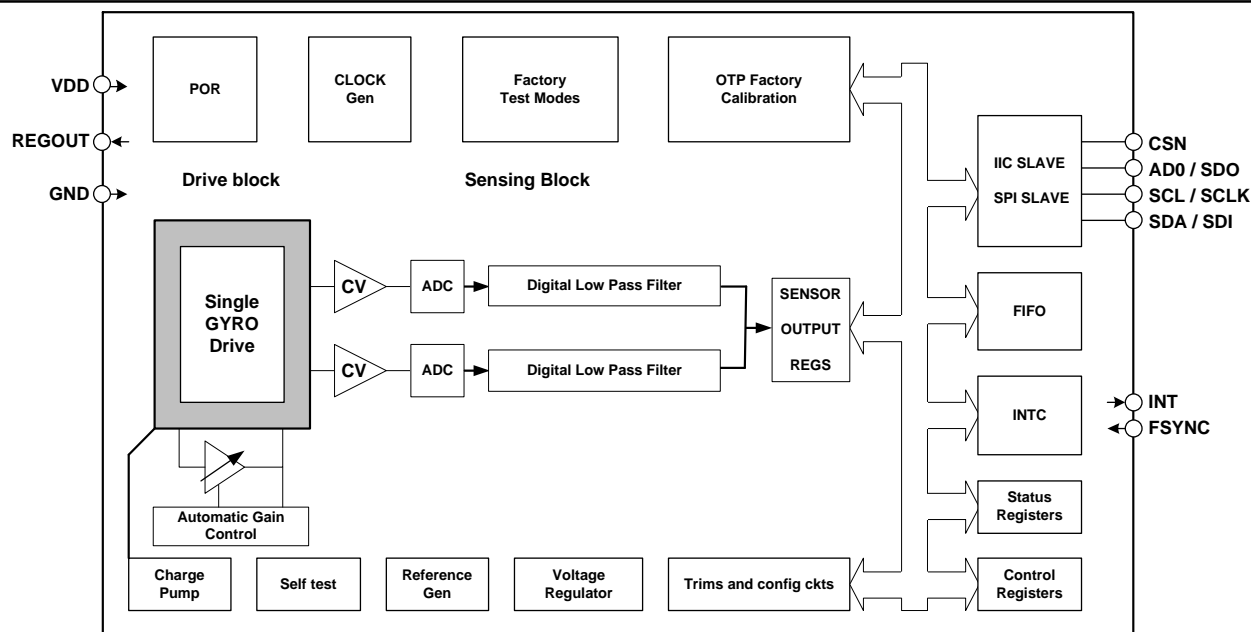 VDD
REGOUT
GND
POR
CLOCK
Gen
Factory
Test Modes
OTP Factory
Calibration
Drive block
Sensing Block
IIC SLAVE
SPI SLAVE
CSN
AD0 / SDO
SCL / SCLK
SDA / SDI
Single
GYRO
Drive
CV
ADC
Digital Low Pass Filter
CV
ADC
Digital Low Pass Filter
SENSOR
OUTPUT
REGS
FIFO
INTC
INT
FSYNC
Automatic Gain
Control
Status
Registers
Charge
Pump
Self test
Reference
Gen
Voltage
Regulator
Trims and config ckts
Control
Registers